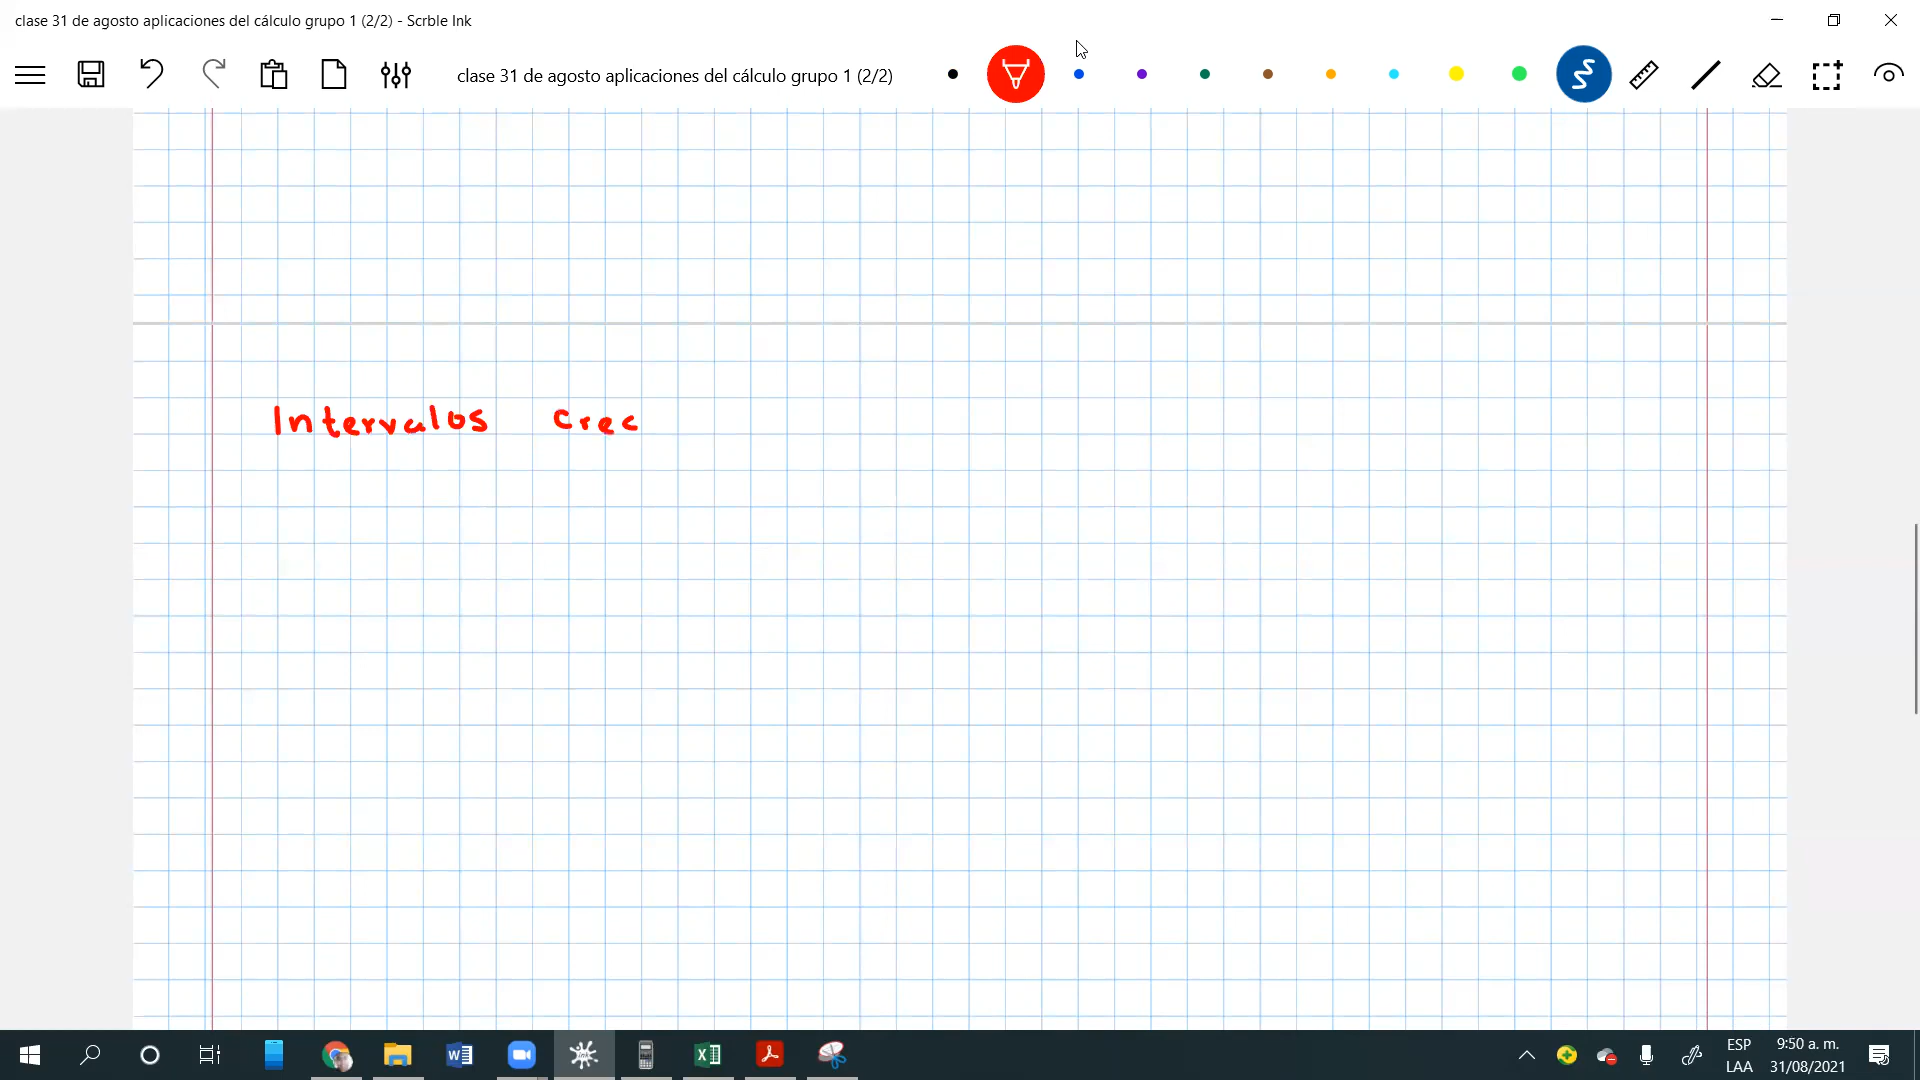 clase 31 de agosto aplicaciones del cálculo grupo 1 (2/2) - Scrble Ink
clase 31 de agosto aplicaciones del cálculo grupo 1 (2/2)
Intervalos Crec
ESP 9:50 a. m.
LAA 31/08/2021